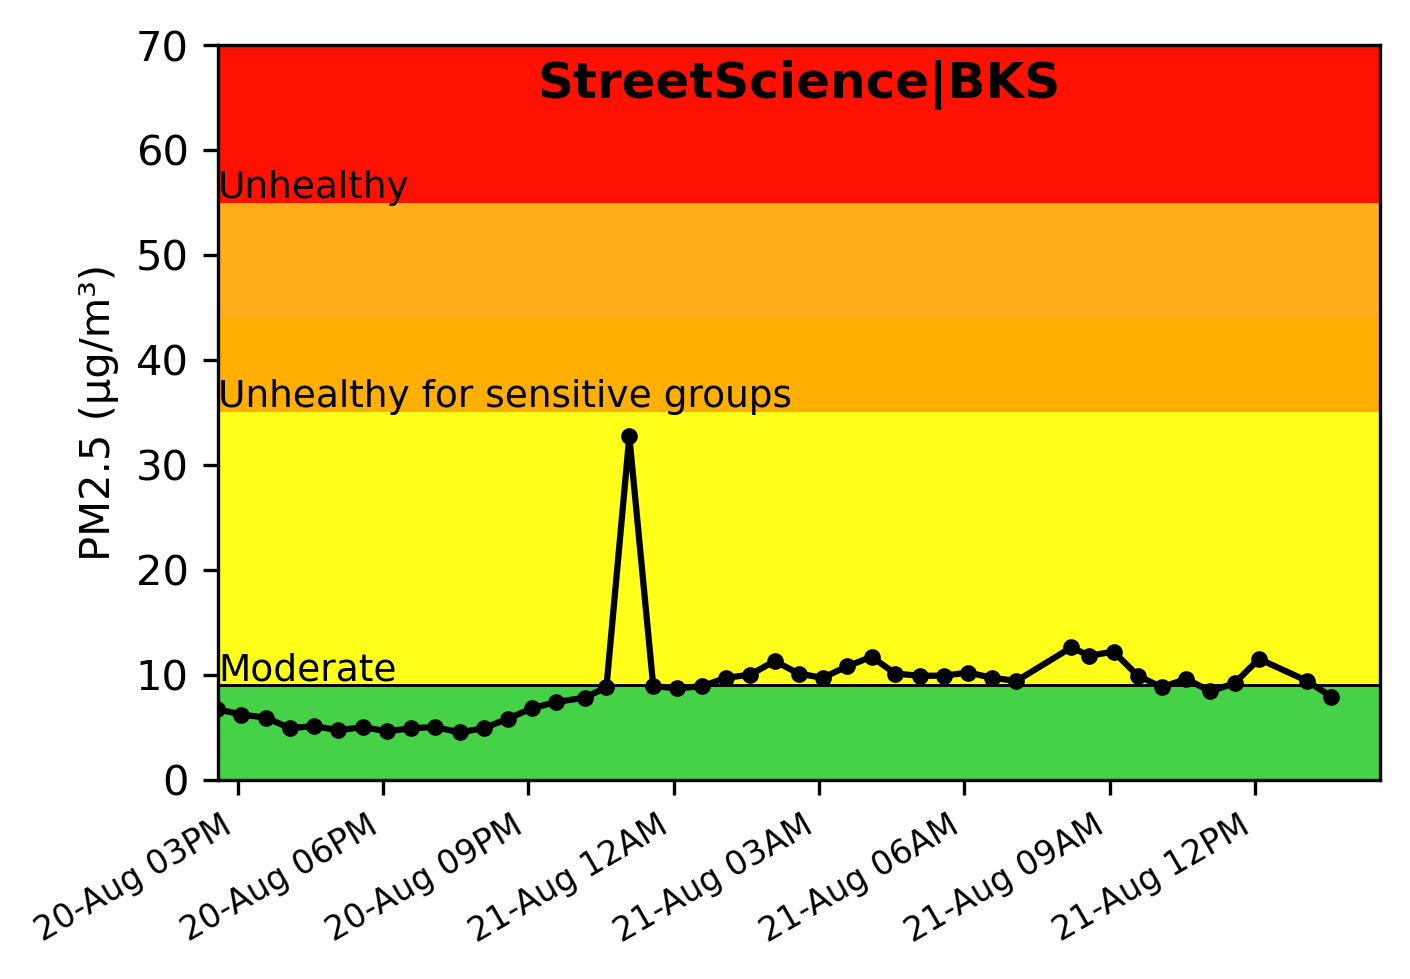 StreetScience|BKS
70
60
50
40
30
20
10
0
PM2.5 (µg/m³)
Unhealthy
Unhealthy for sensitive groups
Moderate
20-Aug 03PM
20-Aug 06PM
20-Aug 09PM
21-Aug 12AM
21-Aug 03AM
21-Aug 06AM
21-Aug 09AM
21-Aug 12PM